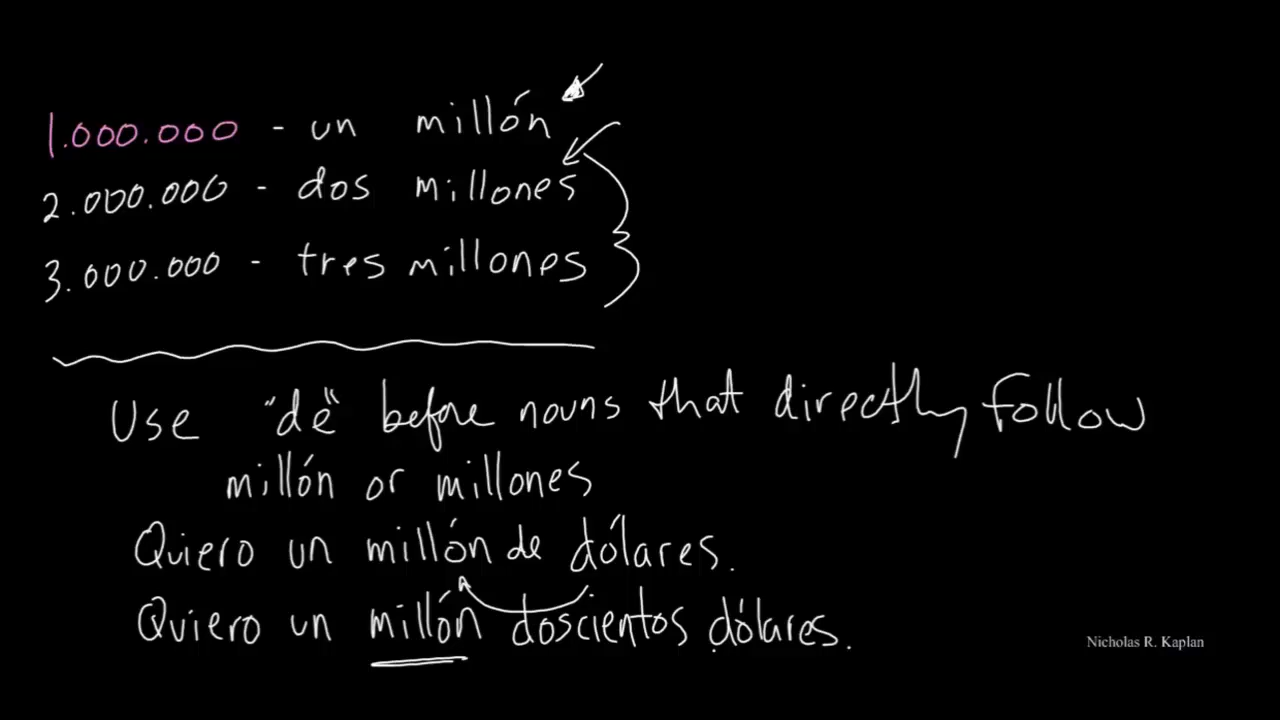 1.000.000 - un millón
2.000.000 - dos millones
3.000.000 - tres millones
Use "de" before nouns that directly follow
millón or millones
Quiero un millón de dólares.
Quiero un millón doscientos dólares.
Nicholas R. Kaplan